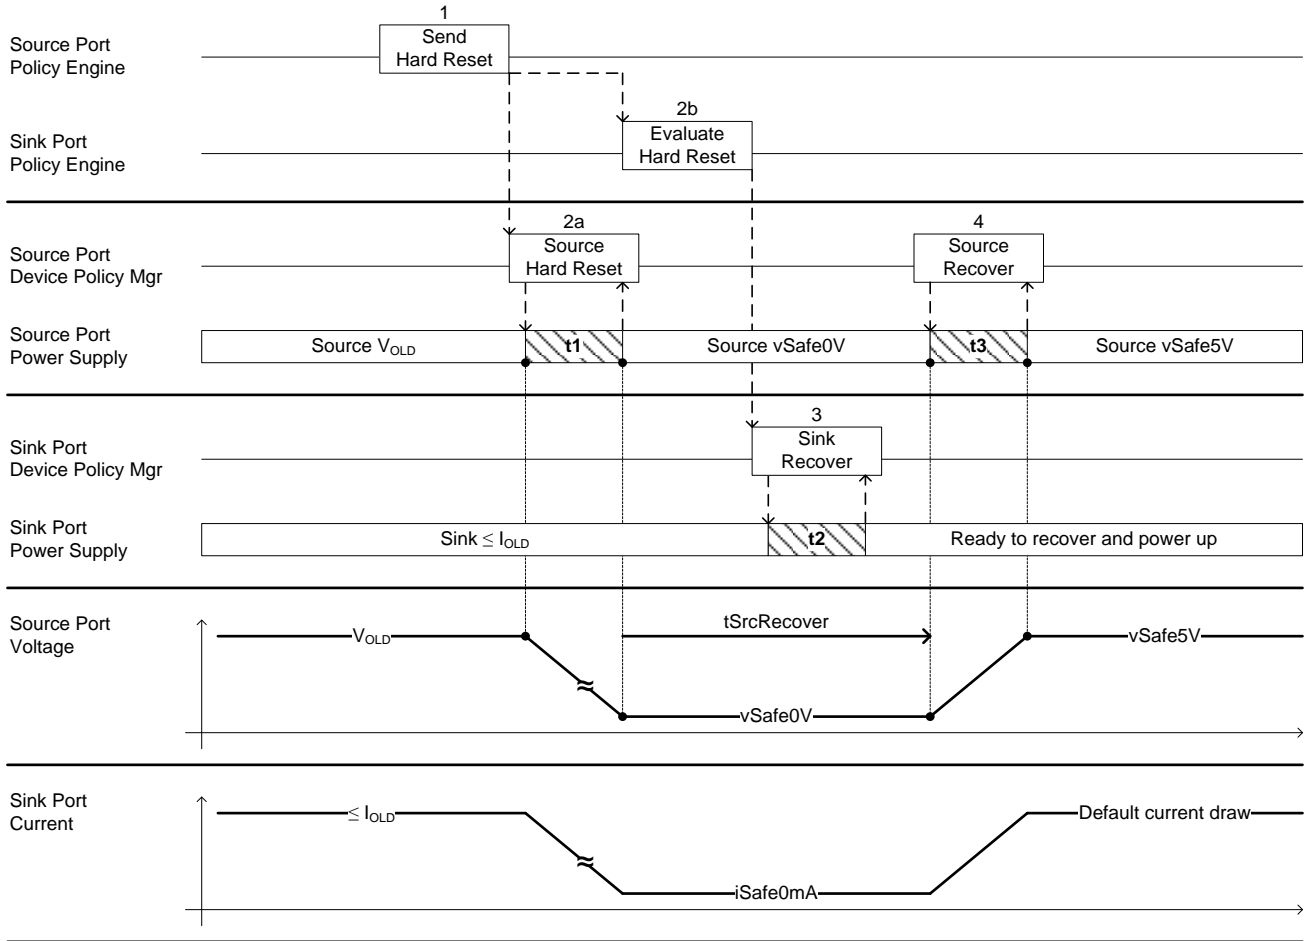 1
Source Port
Policy Engine
Send
Hard Reset
2b
Sink Port
Policy Engine
Evaluate
Hard Reset
2a
4
Source Port
Device Policy Mgr
Source
Hard Reset
Source
Recover
Source Port
Power Supply
Source VOLD
t1
Source vSafe0V
t3
Source vSafe5V
3
Sink Port
Device Policy Mgr
Sink
Recover
Sink Port
Power Supply
Sink ≤ IOLD
t2
Ready to recover and power up
Source Port
Voltage
VOLD
tSrcRecover
vSafe5V
vSafe0V
Sink Port
Current
≤ IOLD
Default current draw
iSafe0mA